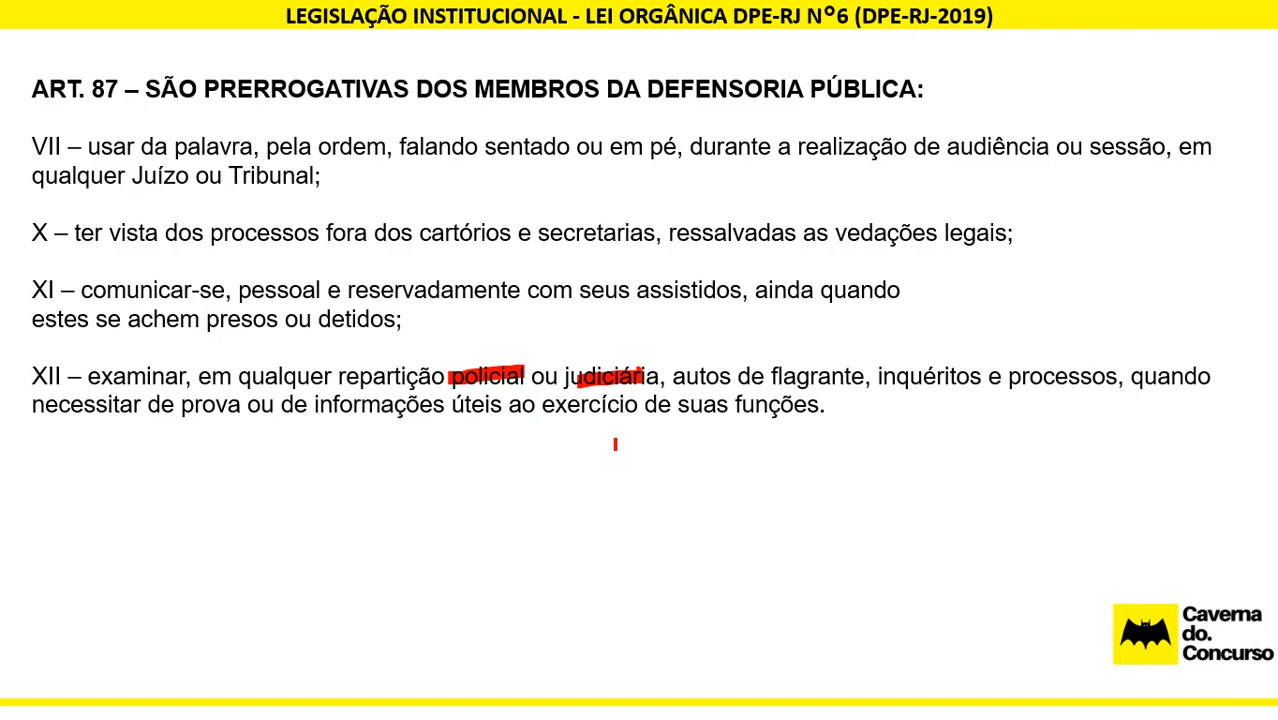 LEGISLAÇÃO INSTITUCIONAL - LEI ORGÂNICA DPE-RJ Nº6 (DPE-RJ-2019)
ART. 87 – SÃO PRERROGATIVAS DOS MEMBROS DA DEFENSORIA PÚBLICA:
VII – usar da palavra, pela ordem, falando sentado ou em pé, durante a realização de audiência ou sessão, em
qualquer Juízo ou Tribunal;
X – ter vista dos processos fora dos cartórios e secretarias, ressalvadas as vedações legais;
XI – comunicar-se, pessoal e reservadamente com seus assistidos, ainda quando
estes se achem presos ou detidos;
XII – examinar, em qualquer repartição policial ou judiciária, autos de flagrante, inquéritos e processos, quando
necessitar de prova ou de informações úteis ao exercício de suas funções.
Caverna
do.
Concurso